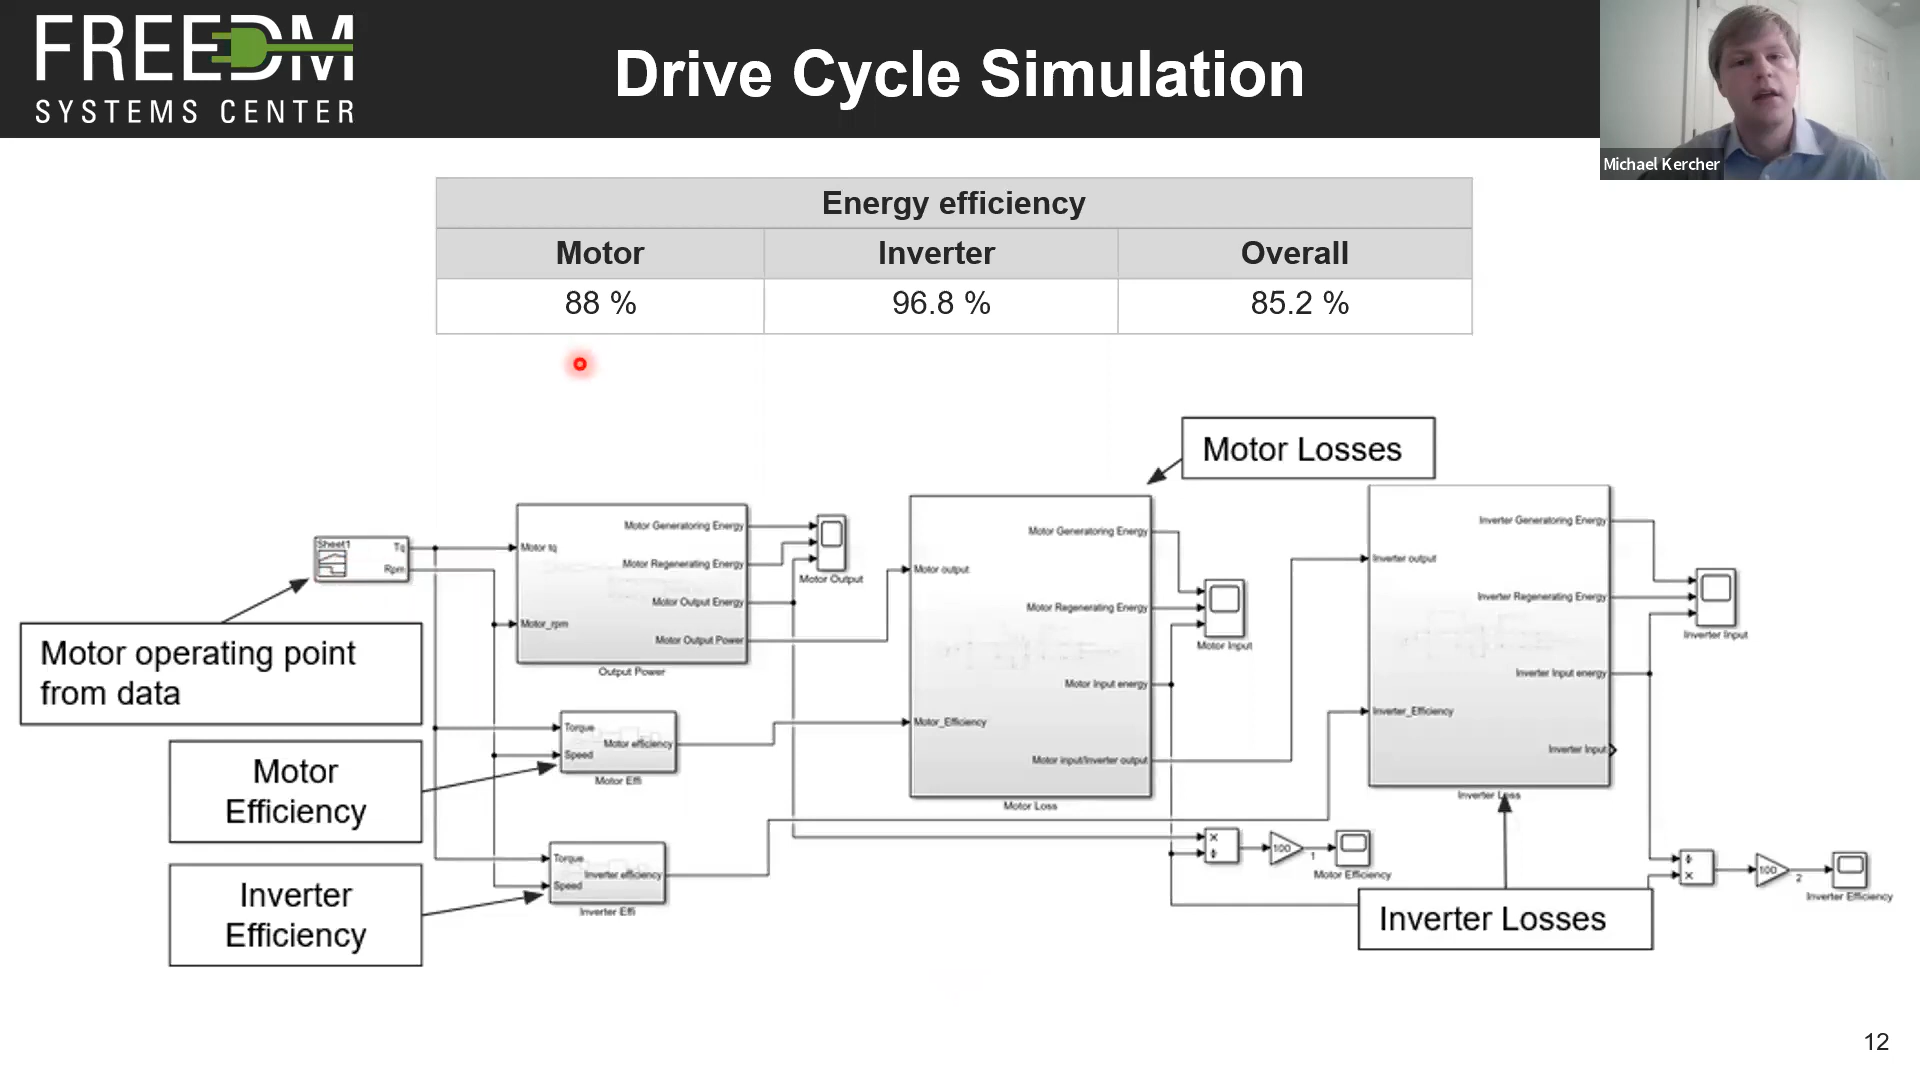 FREEDM
SYSTEMS CENTER
Drive Cycle Simulation
Michael Kercher
Energy efficiency
Motor
Inverter
Overall
88 %
96.8 %
85.2 %
Motor Losses
Sheet1
Tq
Rpm
Motor tq
Motor_rpm
Motor Generatoring Energy
Motor Regenerating Energy
Motor Output Energy
Motor Output Power
Output Power
Motor Output
Motor output
Motor_Efficiency
Motor Generatoring Energy
Motor Regenerating Energy
Motor Input energy
Motor input/Inverter output
Motor Loss
Motor Input
Inverter output
Inverter_Efficiency
Inverter Generatoring Energy
Inverter Regenerating Energy
Inverter Input energy
Inverter Input
Inverter Loss
Inverter Input
Motor operating point
from data
Motor
Efficiency
Torque
Speed
Motor efficiency
Motor Effi
Inverter
Efficiency
Torque
Speed
Inverter efficiency
Inverter Effi
×
÷
100
1
Motor Efficiency
Inverter Losses
÷
×
100
2
Inverter Efficiency
12